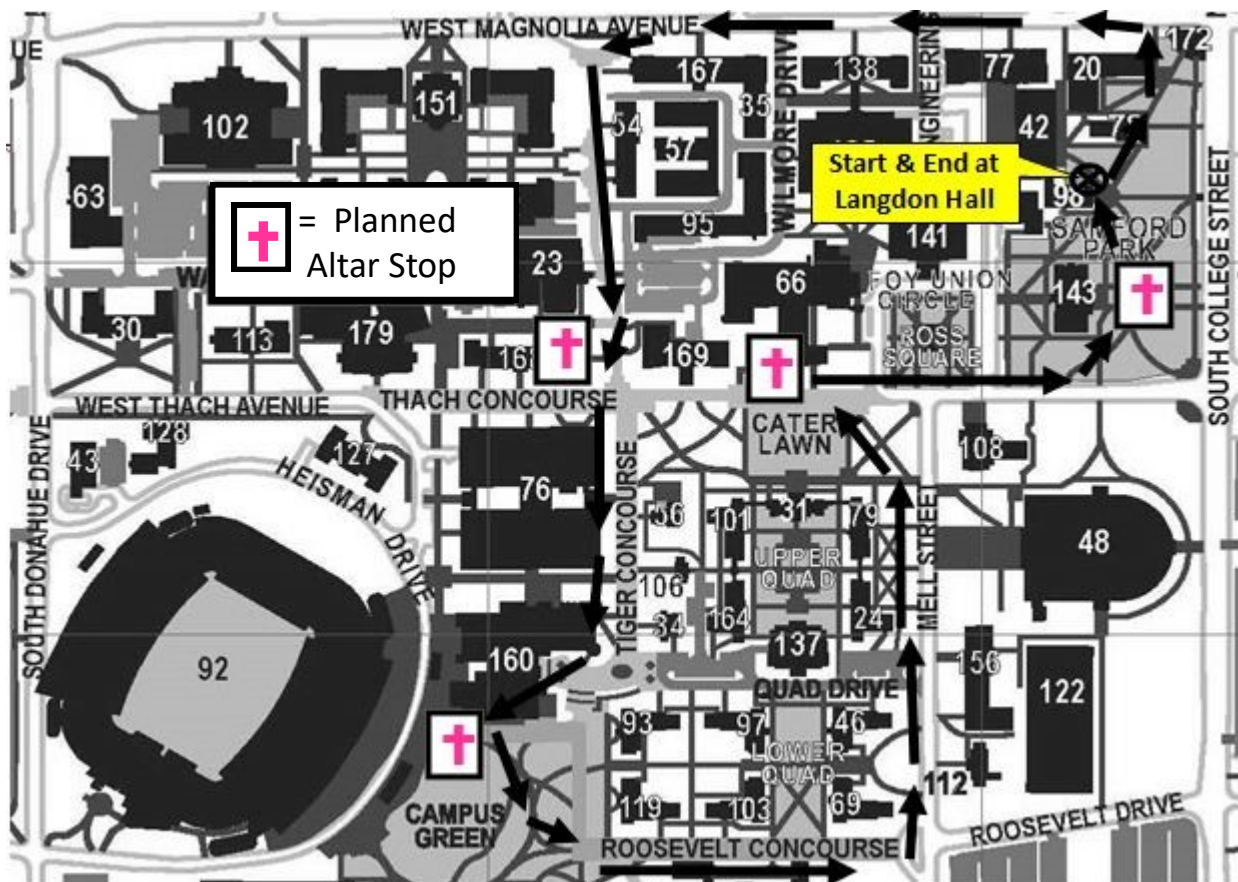 WEST MAGNOLIA AVENUE
UE
172
167
138
77
20
151
102
35
54
57
42
WILMORE DRIVE
NGINEERING
Start & End at
Langdon Hall
63
98
95
141
SAMFORD
PARK
= Planned
Altar Stop
23
66
FOY UNION
CIRCLE
143
WA
30
113
179
169
ROSS
SQUARE
SOUTH COLLEGE STREET
WEST THACH AVENUE
THACH CONCOURSE
CATER
LAWN
128
43
127
108
HEISMAN DRIVE
SOUTH DONAHUE DRIVE
76
TIGER CONCOURSE
56
101
31
79
48
UPPER
QUAD
MELL STREET
106
34
164
24
137
92
160
156
122
QUAD DRIVE
93
97
46
LOWER
QUAD
112
119
103
69
CAMPUS
GREEN
ROOSEVELT CONCOURSE
ROOSEVELT DRIVE